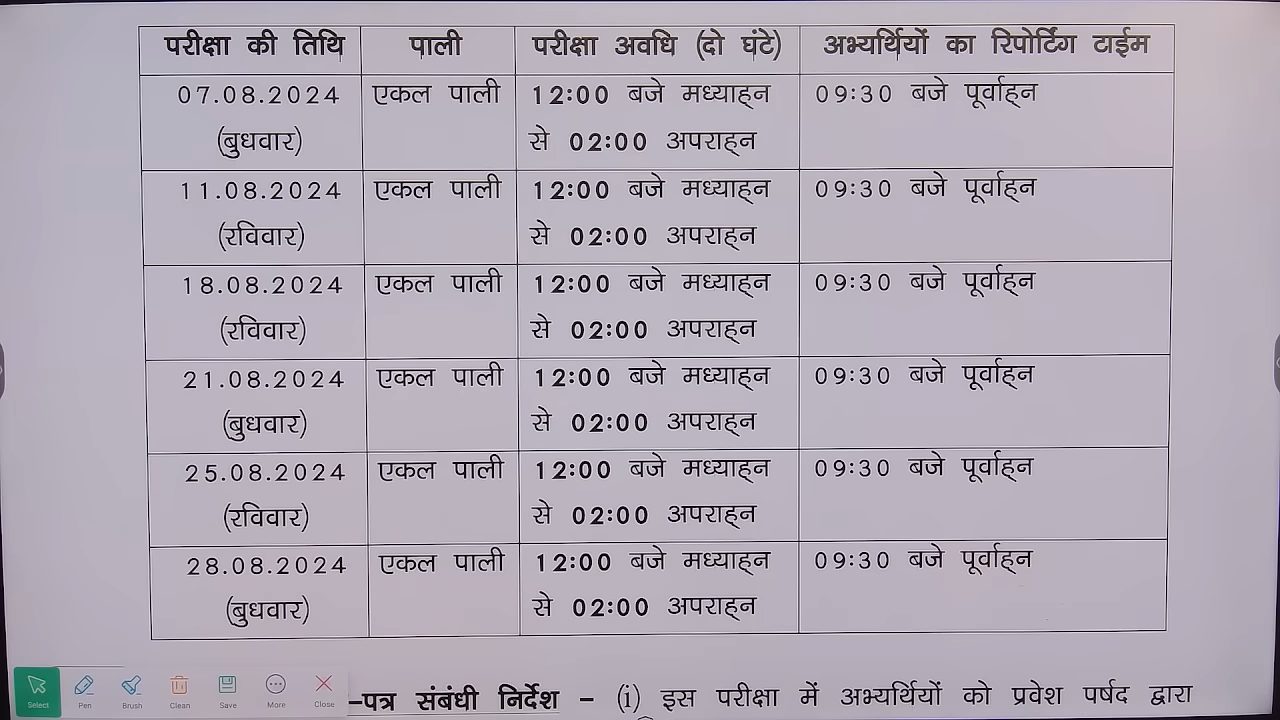 परीक्षा की तिथि पाली परीक्षा अवधि (दो घंटे) अभ्यर्थियों का रिपोर्टिंग टाईम
07.08.2024 एकल पाली 12:00 बजे मध्याह्न 09:30 बजे पूर्वाह्न
(बुधवार) से 02:00 अपराह्न
11.08.2024 एकल पाली 12:00 बजे मध्याह्न 09:30 बजे पूर्वाह्न
(रविवार) से 02:00 अपराह्न
18.08.2024 एकल पाली 12:00 बजे मध्याह्न 09:30 बजे पूर्वाह्न
(रविवार) से 02:00 अपराह्न
21.08.2024 एकल पाली 12:00 बजे मध्याह्न 09:30 बजे पूर्वाह्न
(बुधवार) से 02:00 अपराह्न
25.08.2024 एकल पाली 12:00 बजे मध्याह्न 09:30 बजे पूर्वाह्न
(रविवार) से 02:00 अपराह्न
28.08.2024 एकल पाली 12:00 बजे मध्याह्न 09:30 बजे पूर्वाह्न
(बुधवार) से 02:00 अपराह्न
–पत्र संबंधी निर्देश – (i) इस परीक्षा में अभ्यर्थियों को प्रवेश पर्षद द्वारा
Select Pen Brush Clean Save More Close